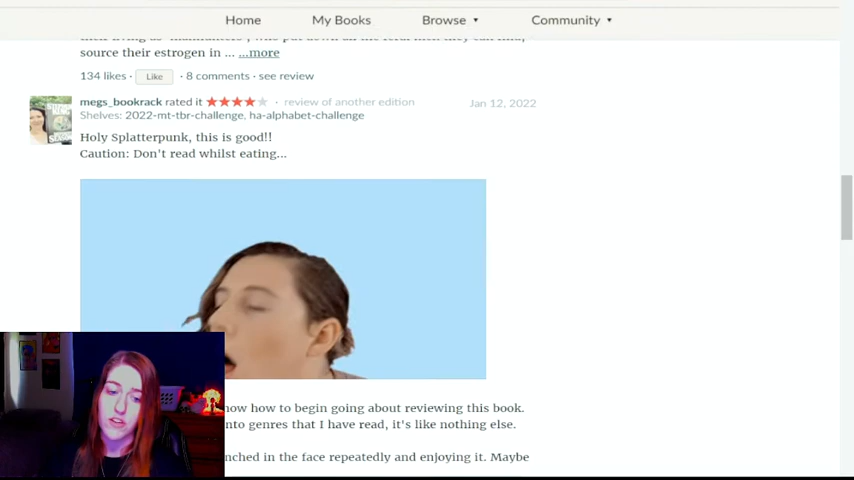 Home My Books Browse ▼ Community ▼
source their estrogen in ... ...more
134 likes · Like · 8 comments · see review
megs_bookrack rated it ★★★★★ · review of another edition Jan 12, 2022
Shelves: 2022-mt-tbr-challenge, ha-alphabet-challenge
Holy Splatterpunk, this is good!!
Caution: Don't read whilst eating...
how to begin going about reviewing this book.
genres that I have read, it's like nothing else.
in the face repeatedly and enjoying it. Maybe